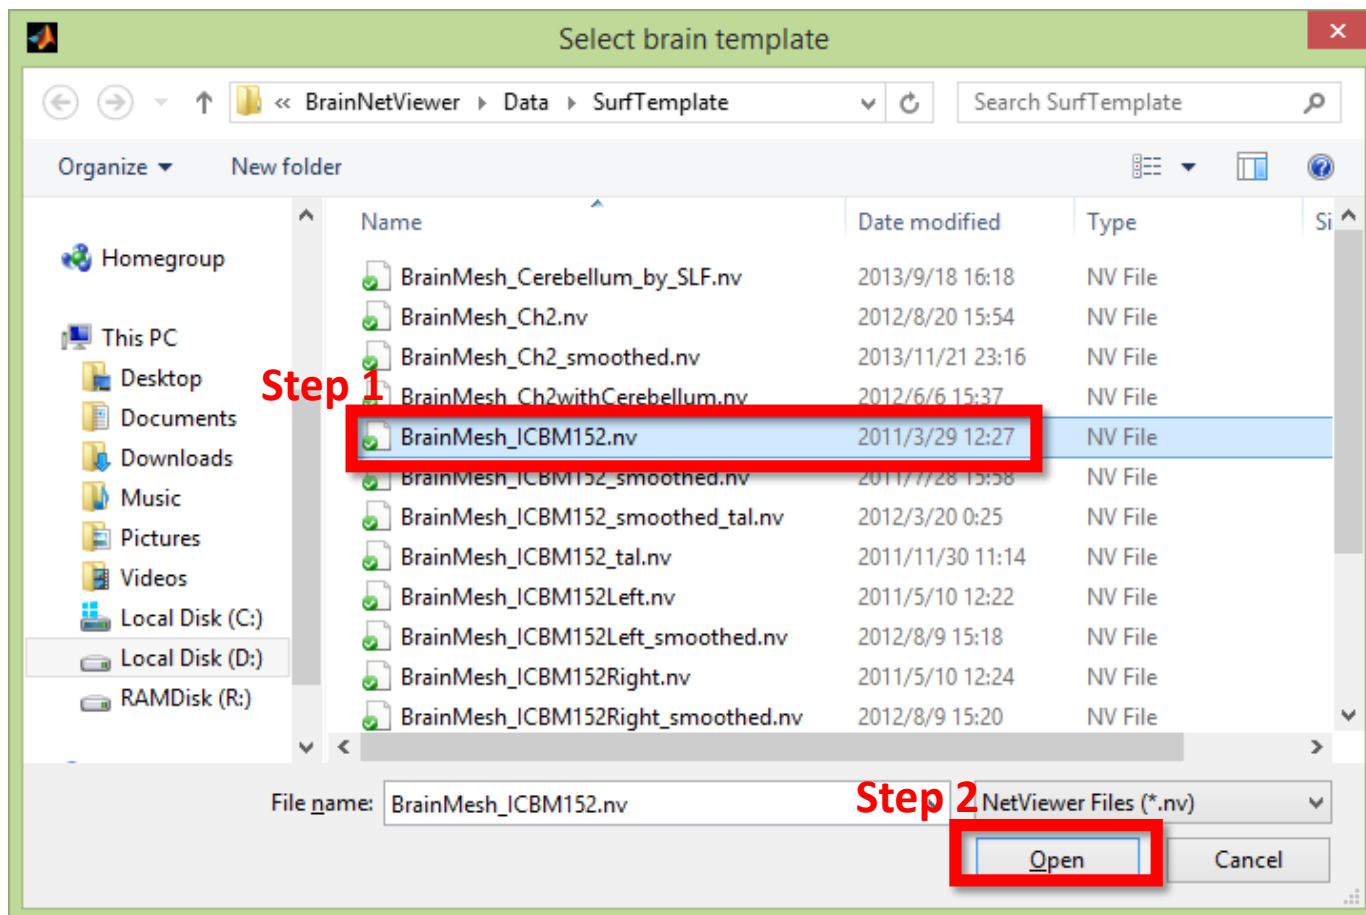 Select brain template
« BrainNetViewer Data SurfTemplate Search SurfTemplate
Organize New folder
Name Date modified Type Si
Homegroup
This PC
Desktop
Documents
Downloads
Music
Pictures
Videos
Local Disk (C:)
Local Disk (D:)
RAMDisk (R:)
BrainMesh_Cerebellum_by_SLF.nv 2013/9/18 16:18 NV File
BrainMesh_Ch2.nv 2012/8/20 15:54 NV File
BrainMesh_Ch2_smoothed.nv 2013/11/21 23:16 NV File
Step 1
BrainMesh_Ch2withCerebellum.nv 2012/6/6 15:37 NV File
BrainMesh_ICBM152.nv 2011/3/29 12:27 NV File
BrainMesh_ICBM152_smoothed.nv 2011/7/28 15:58 NV File
BrainMesh_ICBM152_smoothed_tal.nv 2012/3/20 0:25 NV File
BrainMesh_ICBM152_tal.nv 2011/11/30 11:14 NV File
BrainMesh_ICBM152Left.nv 2011/5/10 12:22 NV File
BrainMesh_ICBM152Left_smoothed.nv 2012/8/9 15:18 NV File
BrainMesh_ICBM152Right.nv 2011/5/10 12:24 NV File
BrainMesh_ICBM152Right_smoothed.nv 2012/8/9 15:20 NV File
File name: BrainMesh_ICBM152.nv
Step 2
NetViewer Files (*.nv)
Open Cancel